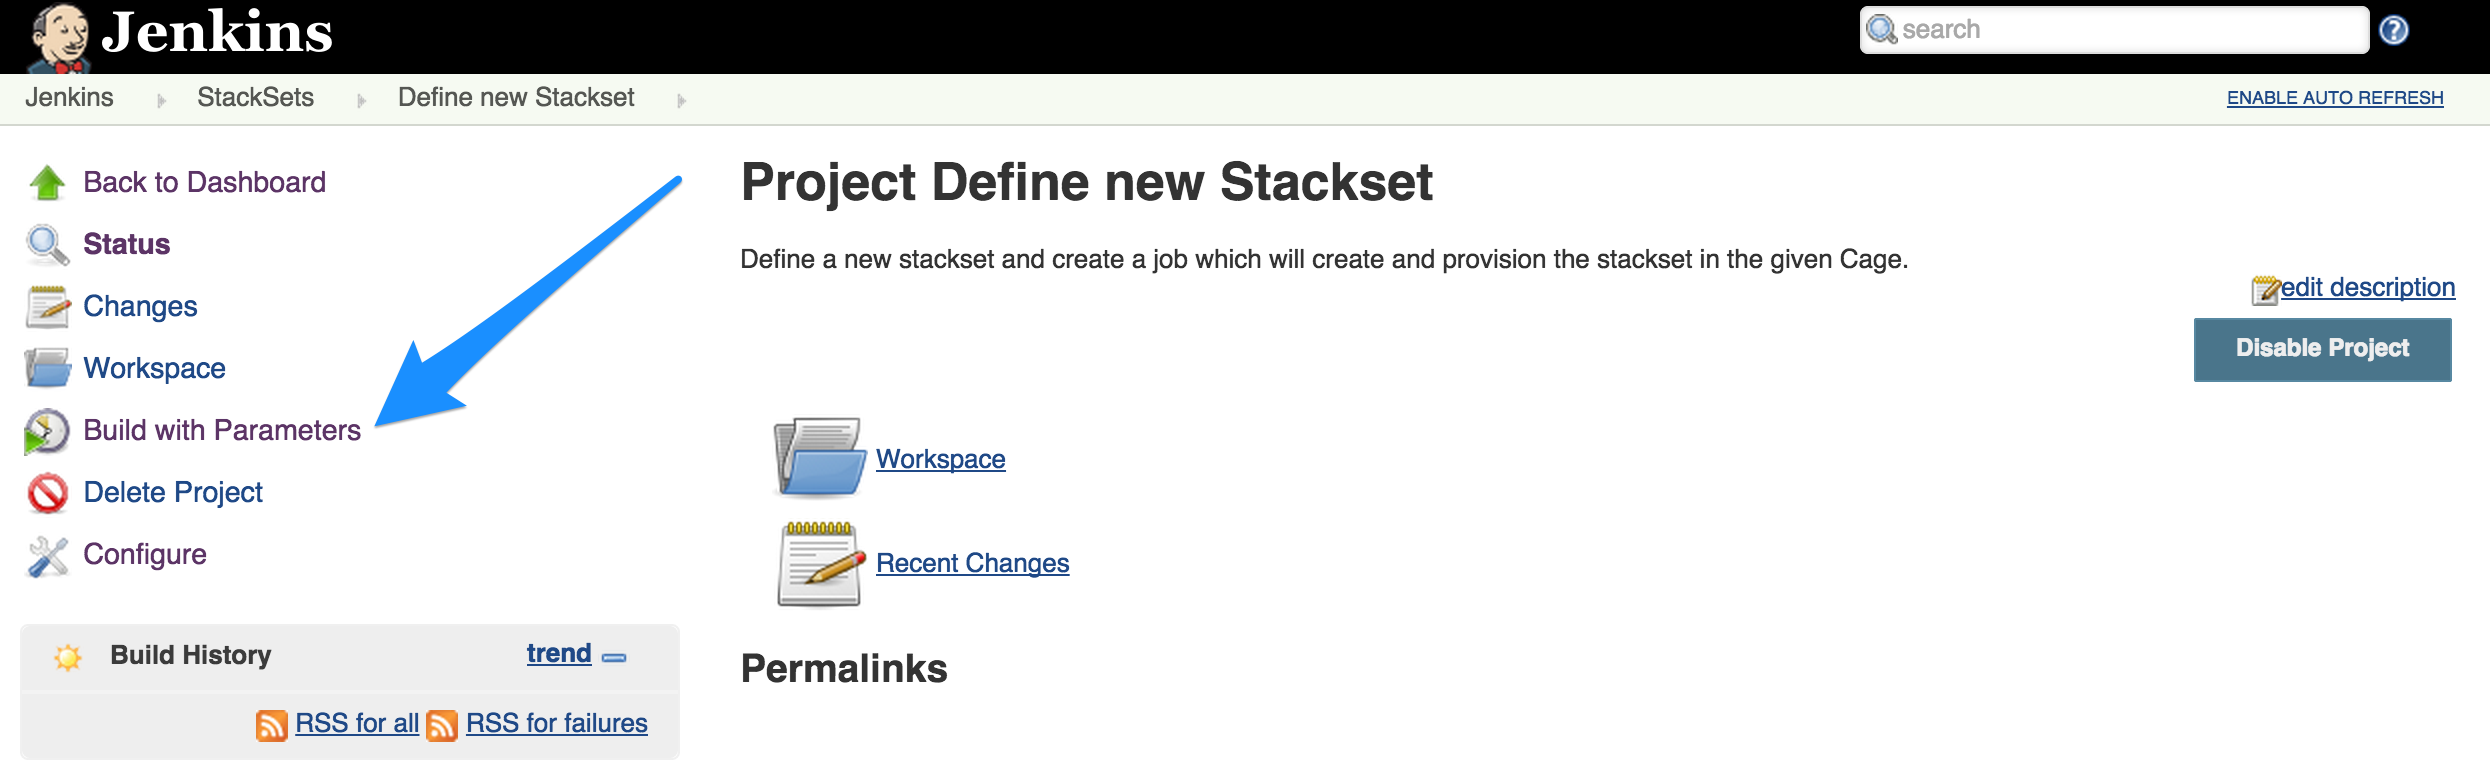 Jenkins
search
Jenkins StackSets Define new Stackset
ENABLE AUTO REFRESH
Back to Dashboard
Status
Changes
Workspace
Build with Parameters
Delete Project
Configure
Build History trend
RSS for all RSS for failures
Project Define new Stackset
Define a new stackset and create a job which will create and provision the stackset in the given Cage.
edit description
Disable Project
Workspace
Recent Changes
Permalinks